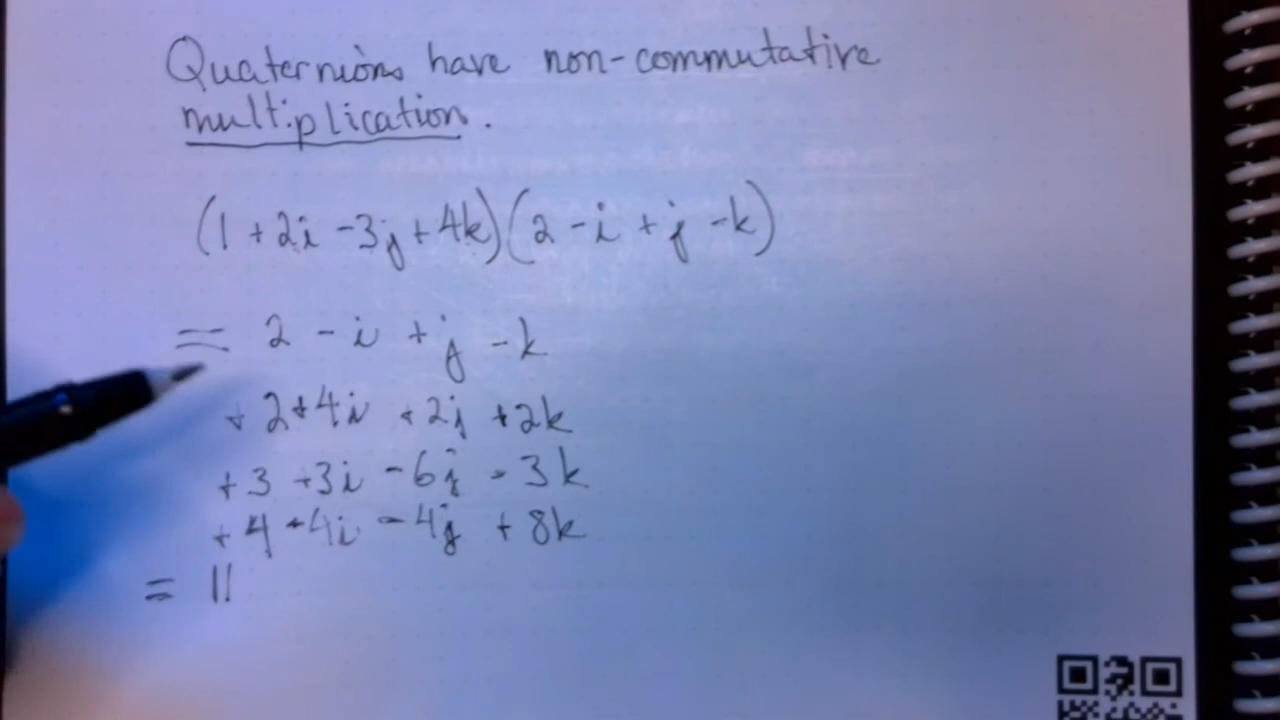 Quaternions have non-commutative
multiplication.
(1 + 2i - 3j + 4k)(2 - i + j - k)
= 2 - i + j - k
+ 2 + 4i + 2j + 2k
+ 3 + 3i - 6j - 3k
+ 4 - 4i - 4j + 8k
= 11